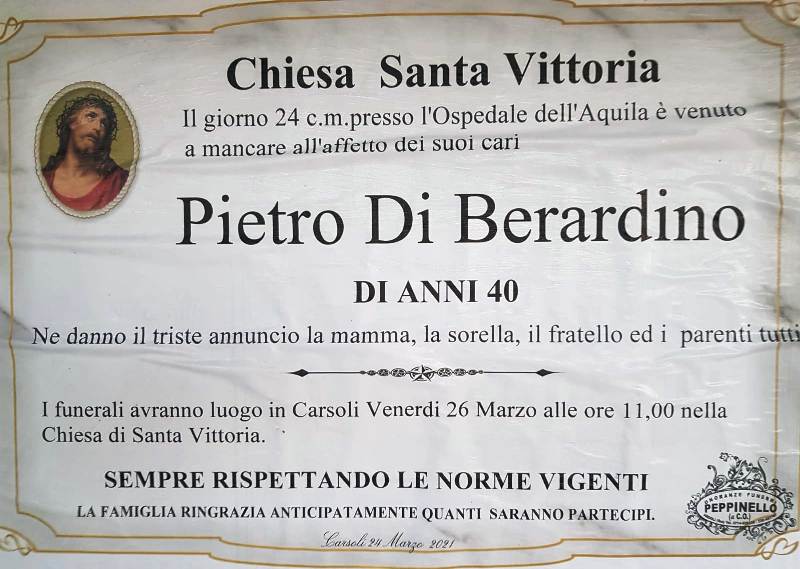 Chiesa Santa Vittoria
Il giorno 24 c.m.presso l'Ospedale dell'Aquila è venuto
a mancare all'affetto dei suoi cari
Pietro Di Berardino
DI ANNI 40
Ne danno il triste annuncio la mamma, la sorella, il fratello ed i parenti tutti
I funerali avranno luogo in Carsoli Venerdi 26 Marzo alle ore 11,00 nella
Chiesa di Santa Vittoria.
SEMPRE RISPETTANDO LE NORME VIGENTI
LA FAMIGLIA RINGRAZIA ANTICIPATAMENTE QUANTI SARANNO PARTECIPI.
ONORANZE FUNEBRI
PEPPINELLO
Carsoli 24 Marzo 2021